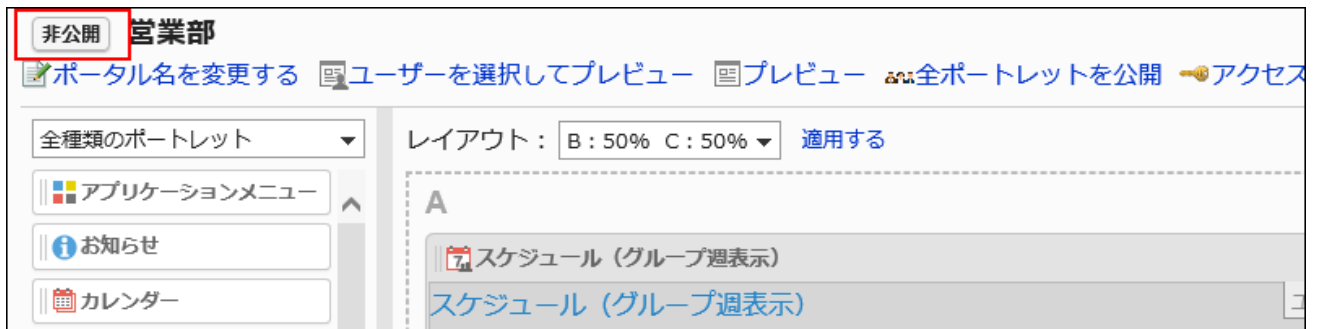 非公開 営業部
ポータル名を変更する ユーザーを選択してプレビュー プレビュー 全ポートレットを公開 アクセス
全種類のポートレット
レイアウト： B : 50% C : 50% 適用する
アプリケーションメニュー
お知らせ
カレンダー
A
スケジュール（グループ週表示）
スケジュール（グループ週表示）